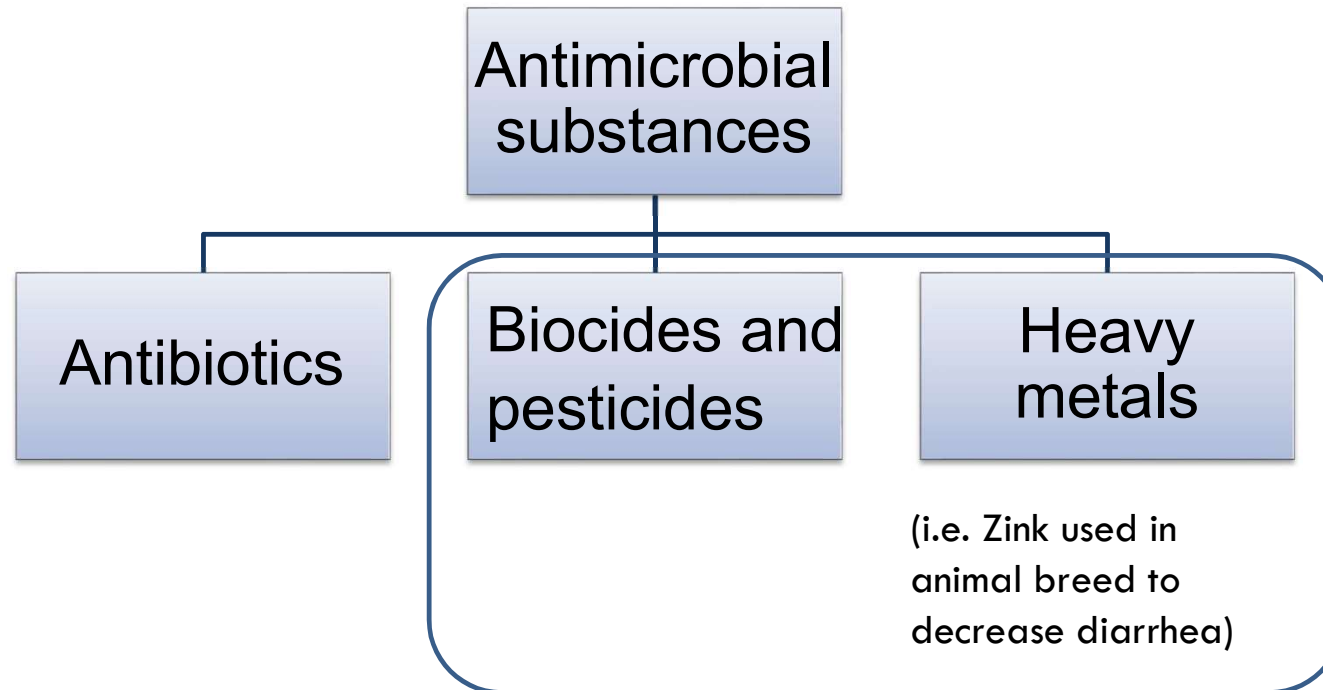 Antimicrobial
substances
Antibiotics
Biocides and
pesticides
Heavy
metals
(i.e. Zink used in
animal breed to
decrease diarrhea)